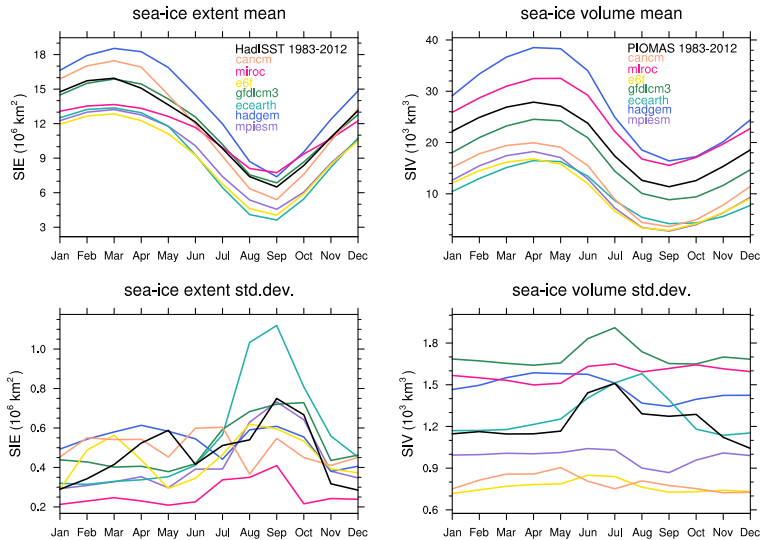 sea-ice extent mean
SIE (10⁶ km²)
18
15
12
9
6
3
HadISST 1983-2012
cancm
miroc
e6f
gfdlcm3
ecearth
hadgem
mpiesm
Jan Feb Mar Apr May Jun Jul Aug Sep Oct Nov Dec
sea-ice volume mean
SIV (10³ km³)
40
30
20
10
PIOMAS 1983-2012
cancm
miroc
e6f
gfdlcm3
ecearth
hadgem
mpiesm
Jan Feb Mar Apr May Jun Jul Aug Sep Oct Nov Dec
sea-ice extent std.dev.
SIE (10⁶ km²)
1.0
0.8
0.6
0.4
0.2
Jan Feb Mar Apr May Jun Jul Aug Sep Oct Nov Dec
sea-ice volume std.dev.
SIV (10³ km³)
2.1
1.8
1.5
1.2
0.9
0.6
Jan Feb Mar Apr May Jun Jul Aug Sep Oct Nov Dec